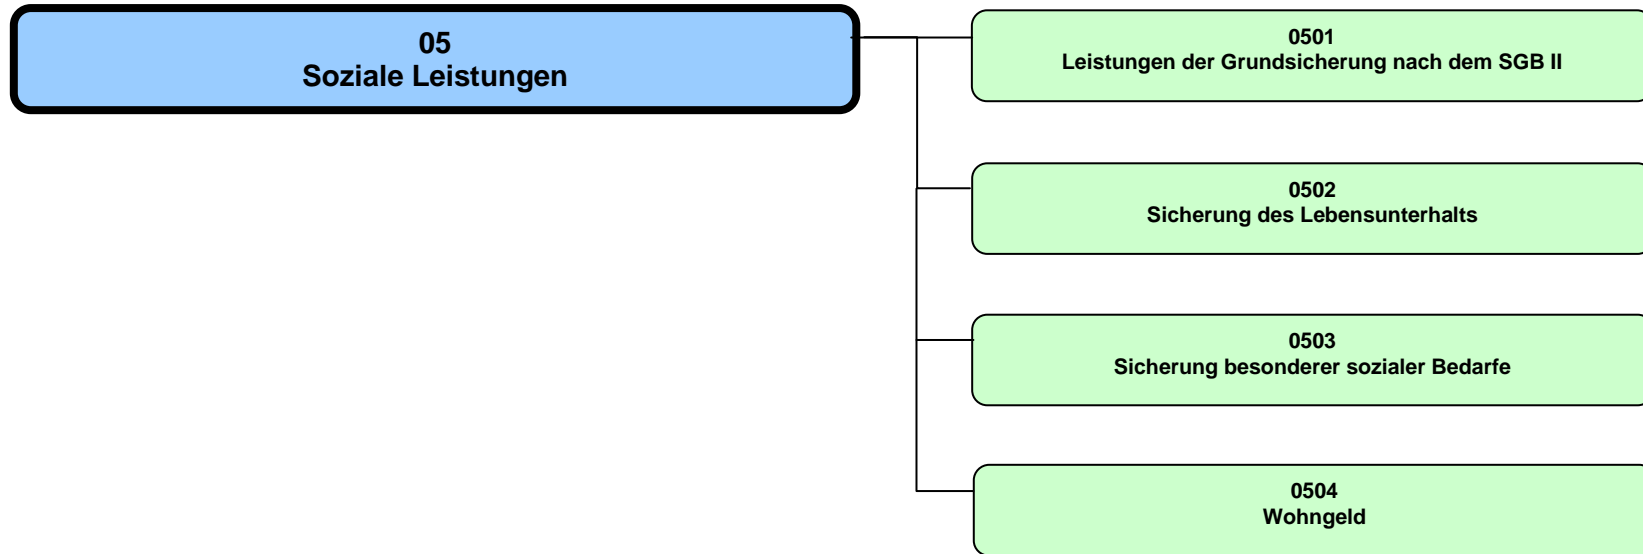 05
Soziale Leistungen
0501
Leistungen der Grundsicherung nach dem SGB II
0502
Sicherung des Lebensunterhalts
0503
Sicherung besonderer sozialer Bedarfe
0504
Wohngeld